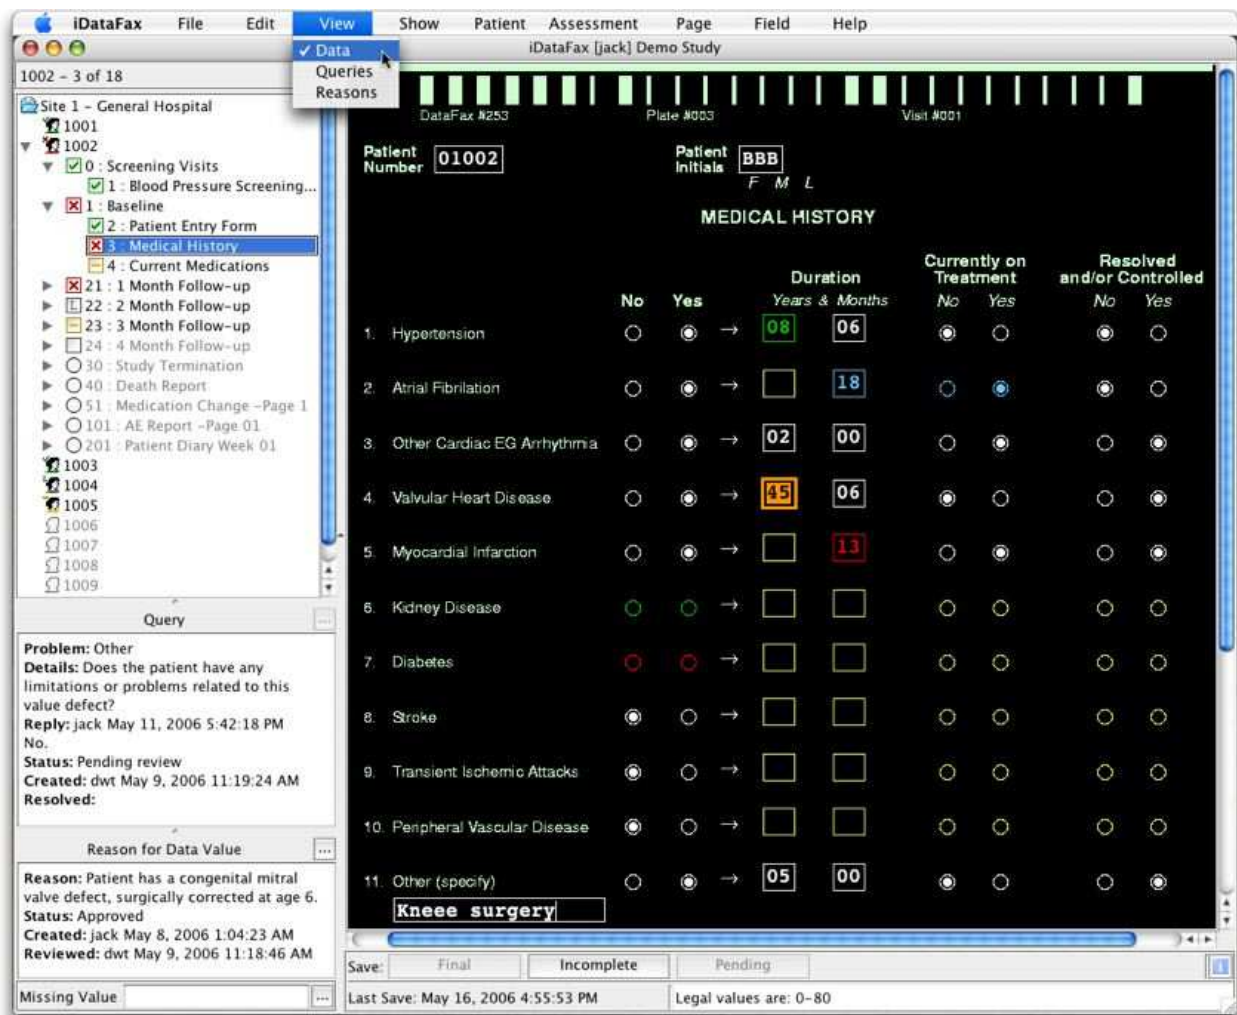 iDataFax File Edit View Show Patient Assessment Page Field Help
iDataFax [jack] Demo Study
✓ Data
Queries
Reasons
1002 - 3 of 18
Site 1 - General Hospital
1001
1002
0 : Screening Visits
1 : Blood Pressure Screening...
1 : Baseline
2 : Patient Entry Form
3 : Medical History
4 : Current Medications
21 : 1 Month Follow-up
L 22 : 2 Month Follow-up
23 : 3 Month Follow-up
24 : 4 Month Follow-up
30 : Study Termination
40 : Death Report
51 : Medication Change -Page 1
101 : AE Report -Page 01
201 : Patient Diary Week 01
1003
1004
1005
1006
1007
1008
1009
Query ...
Problem: Other
Details: Does the patient have any
limitations or problems related to this
value defect?
Reply: jack May 11, 2006 5:42:18 PM
No.
Status: Pending review
Created: dwt May 9, 2006 11:19:24 AM
Resolved:
Reason for Data Value ...
Reason: Patient has a congenital mitral
valve defect, surgically corrected at age 6.
Status: Approved
Created: jack May 8, 2006 1:04:23 AM
Reviewed: dwt May 9, 2006 11:18:46 AM
Missing Value ...
DataFax #253 Plate #003 Visit #001
Patient Number 01002 Patient Initials BBB
F M L
MEDICAL HISTORY
Duration Currently on Treatment Resolved and/or Controlled
No Yes Years & Months No Yes No Yes
1. Hypertension → 08 06
2. Atrial Fibrilation → 18
3. Other Cardiac EG Arrhythmia → 02 00
4. Valvular Heart Disease → 45 06
5. Myocardial Infarction → 13
6. Kidney Disease →
7. Diabetes →
8. Stroke →
9. Transient Ischemic Attacks →
10. Peripheral Vascular Disease →
11. Other (specify) → 05 00
Kneee surgery
Save: Final Incomplete Pending
Last Save: May 16, 2006 4:55:53 PM Legal values are: 0-80